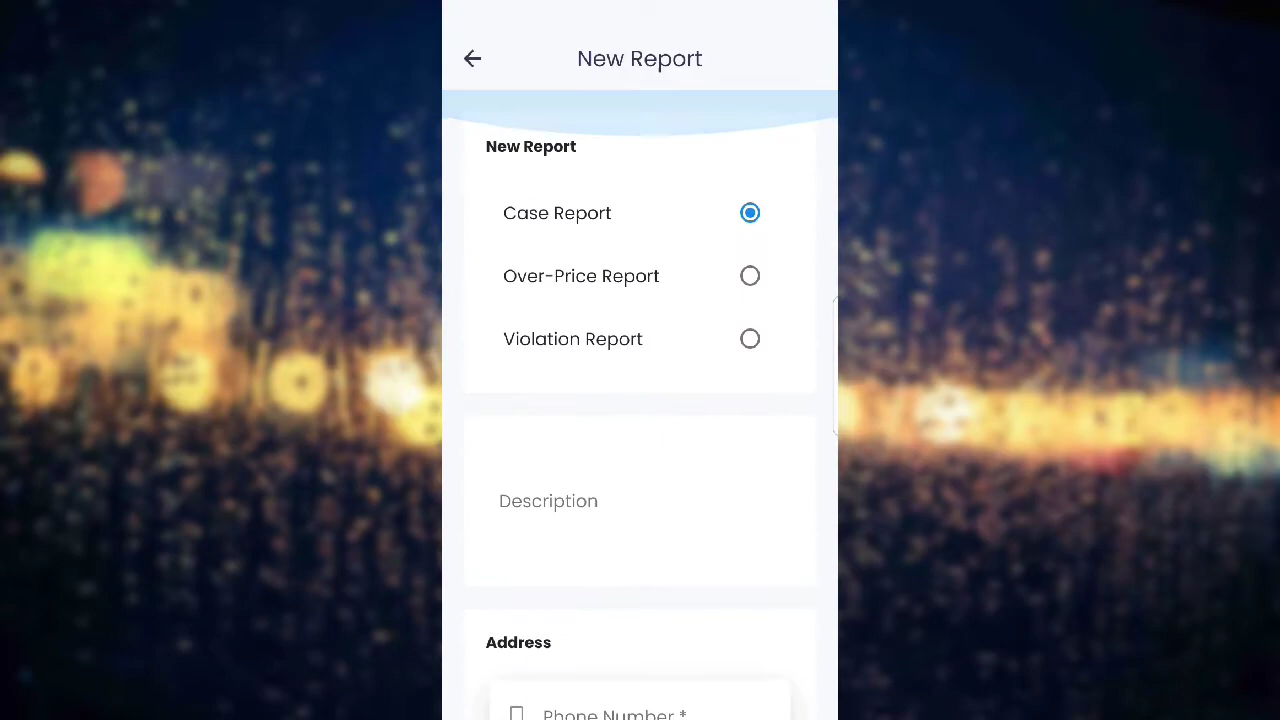 New Report
New Report
Case Report
Over-Price Report
Violation Report
Description
Address
Phone Number *